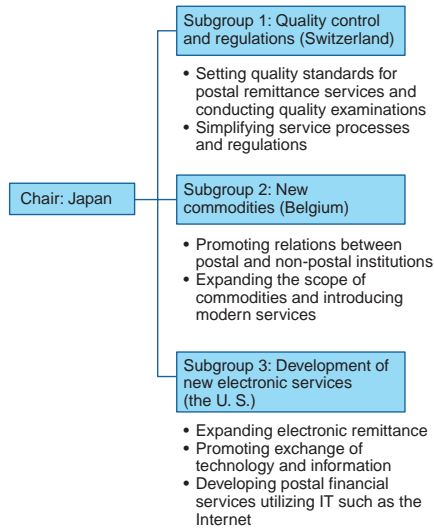 Subgroup 1: Quality control
and regulations (Switzerland)
• Setting quality standards for
postal remittance services and
conducting quality examinations
• Simplifying service processes
and regulations
Chair: Japan
Subgroup 2: New
commodities (Belgium)
• Promoting relations between
postal and non-postal institutions
• Expanding the scope of
commodities and introducing
modern services
Subgroup 3: Development of
new electronic services
(the U. S.)
• Expanding electronic remittance
• Promoting exchange of
technology and information
• Developing postal financial
services utilizing IT such as the
Internet